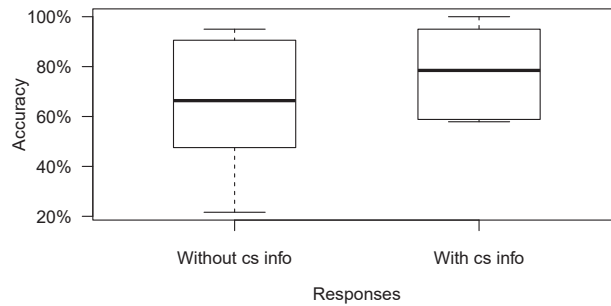 100%
80%
60%
40%
20%
Accuracy
Without cs info
With cs info
Responses